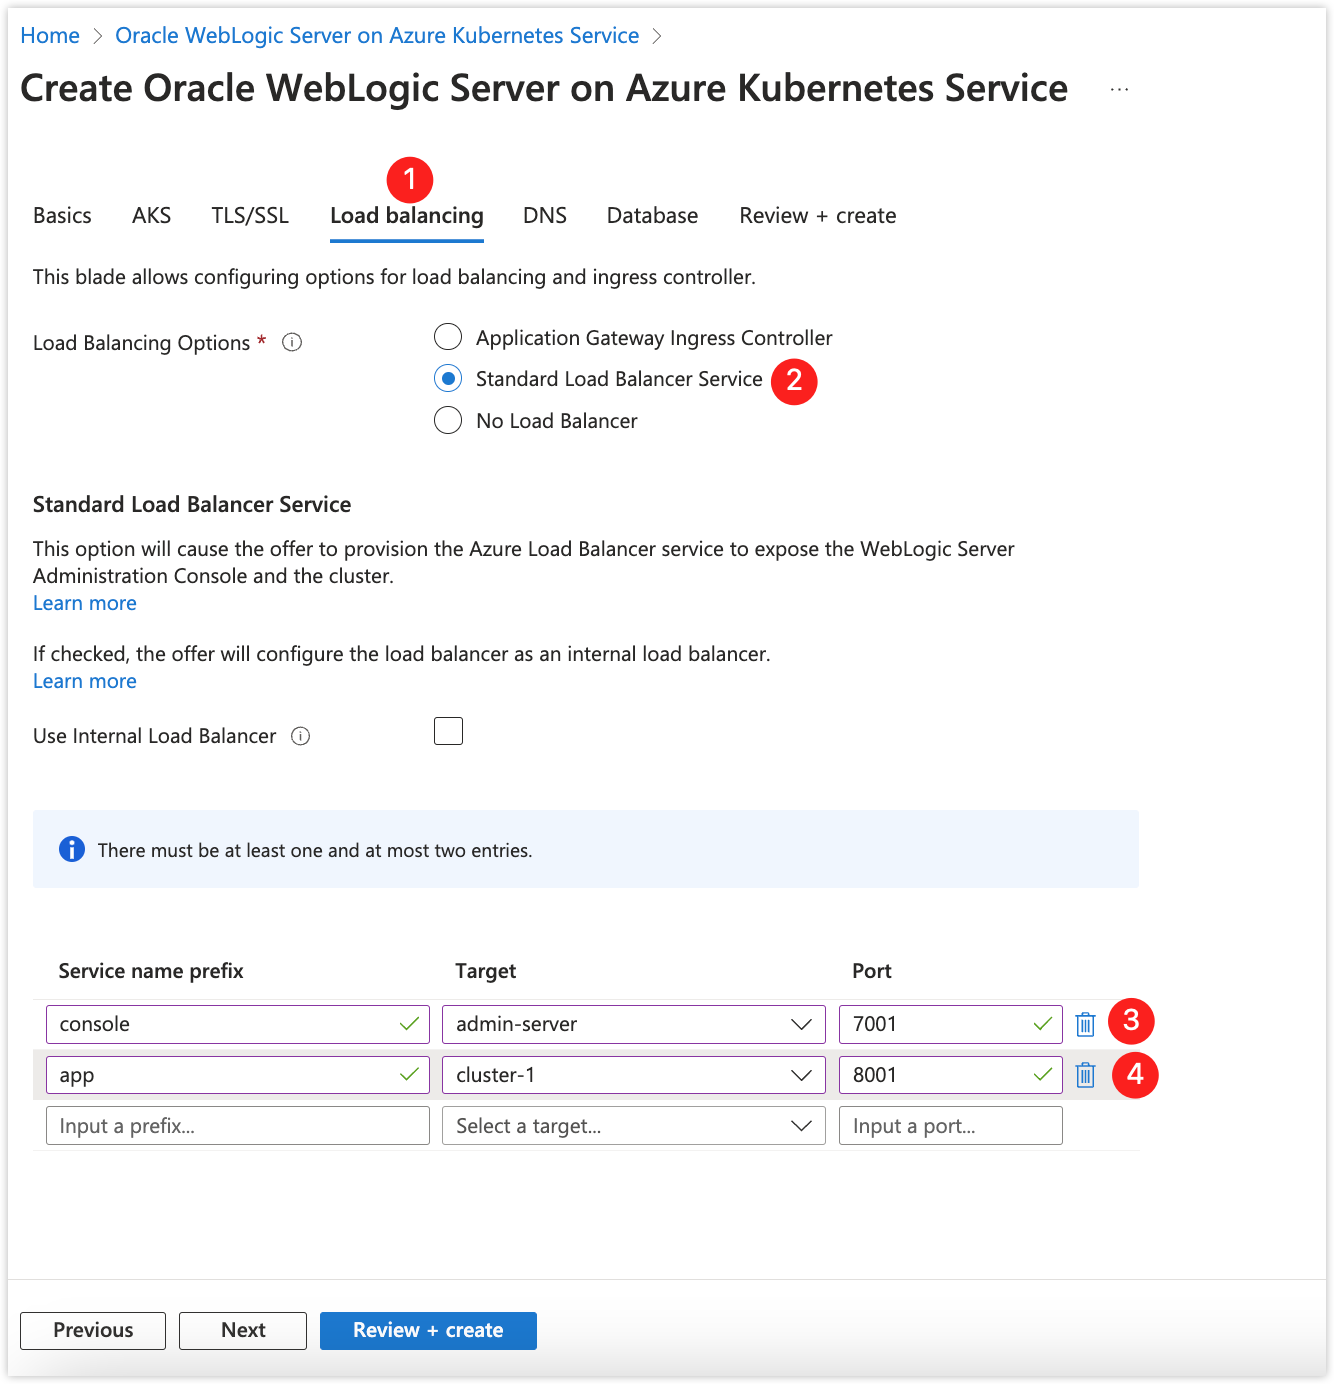 Home > Oracle WebLogic Server on Azure Kubernetes Service >
Create Oracle WebLogic Server on Azure Kubernetes Service ...
1
Basics AKS TLS/SSL Load balancing DNS Database Review + create
This blade allows configuring options for load balancing and ingress controller.
Load Balancing Options *
Application Gateway Ingress Controller
Standard Load Balancer Service 2
No Load Balancer
Standard Load Balancer Service
This option will cause the offer to provision the Azure Load Balancer service to expose the WebLogic Server
Administration Console and the cluster.
Learn more
If checked, the offer will configure the load balancer as an internal load balancer.
Learn more
Use Internal Load Balancer
There must be at least one and at most two entries.
Service name prefix Target Port
console admin-server 7001 3
app cluster-1 8001 4
Input a prefix... Select a target... Input a port...
Previous Next Review + create